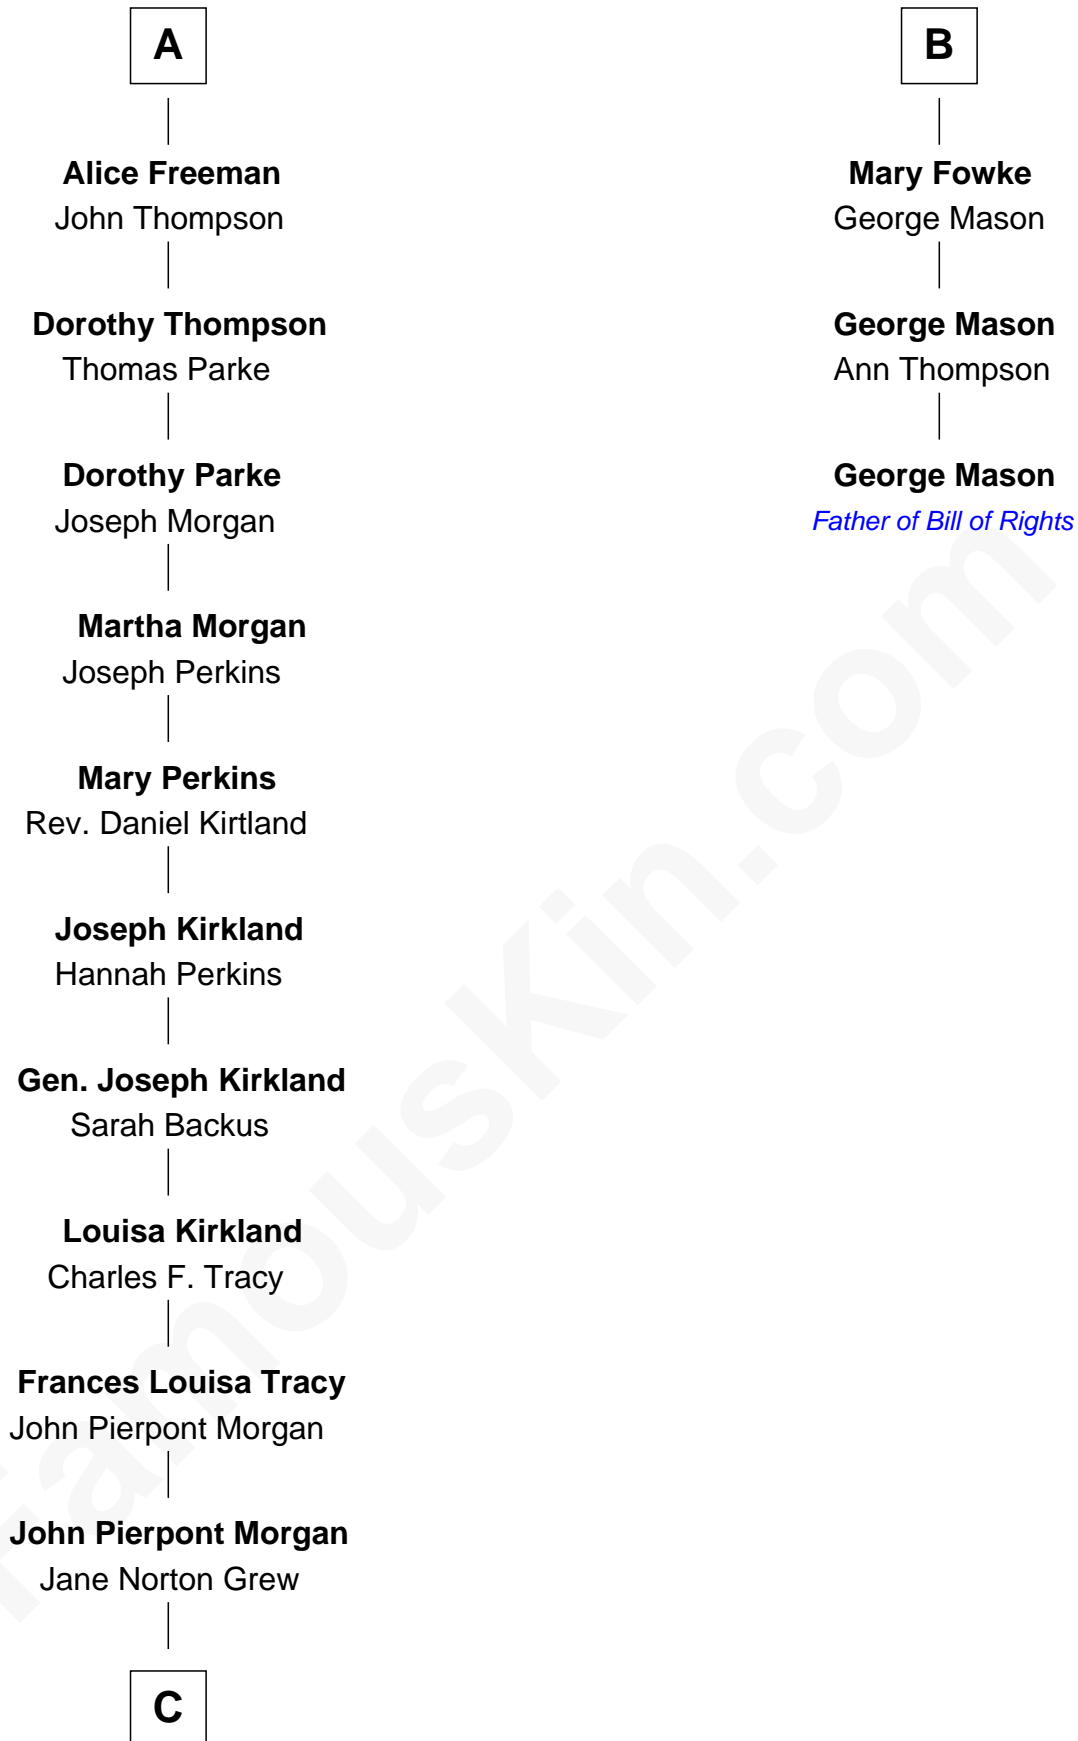 A
Alice Freeman
John Thompson
Dorothy Thompson
Thomas Parke
Dorothy Parke
Joseph Morgan
Martha Morgan
Joseph Perkins
Mary Perkins
Rev. Daniel Kirtland
Joseph Kirkland
Hannah Perkins
Gen. Joseph Kirkland
Sarah Backus
Louisa Kirkland
Charles F. Tracy
Frances Louisa Tracy
John Pierpont Morgan
John Pierpont Morgan
Jane Norton Grew
C
B
Mary Fowke
George Mason
George Mason
Ann Thompson
George Mason
Father of Bill of Rights
FamousKin.com